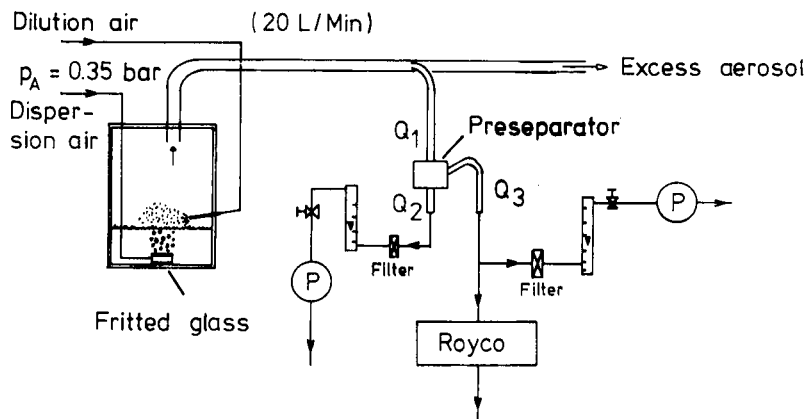 Dilution air
(20 L/Min)
pA = 0.35 bar
Disper-
sion air
Excess aerosol
Q1
Preseparator
Q2
Q3
P
Filter
P
Filter
Fritted glass
Royco